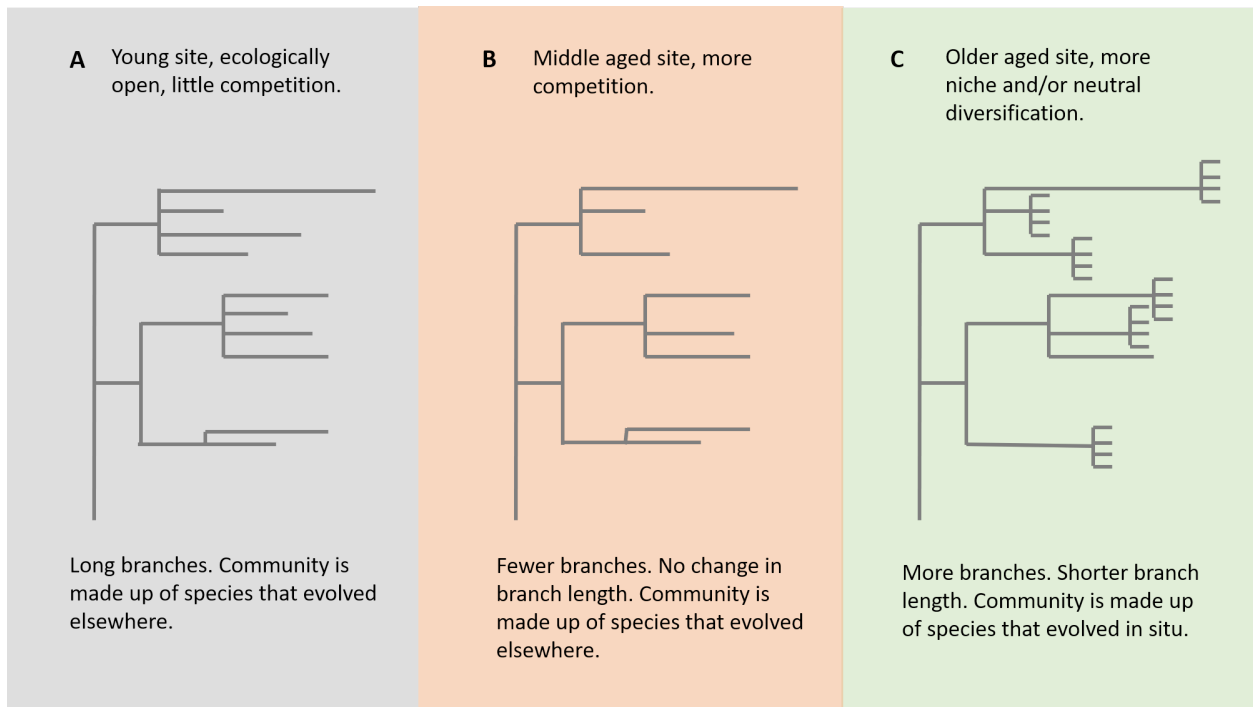 A
Young site, ecologically
open, little competition.
Long branches. Community is
made up of species that evolved
elsewhere.
B
Middle aged site, more
competition.
Fewer branches. No change in
branch length. Community is
made up of species that evolved
elsewhere.
C
Older aged site, more
niche and/or neutral
diversification.
More branches. Shorter branch
length. Community is made up
of species that evolved in situ.